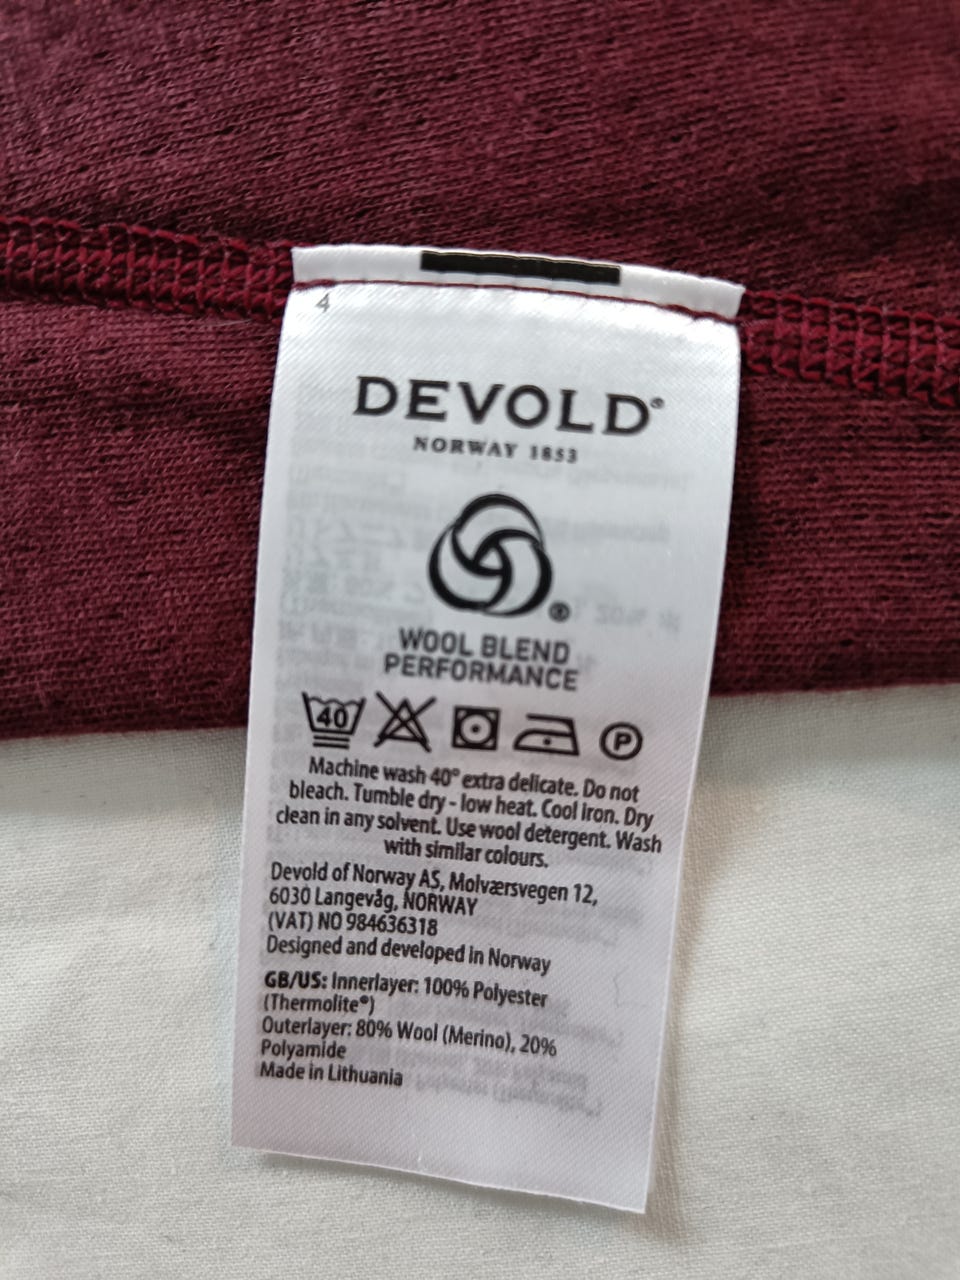 4
DEVOLD®
NORWAY 1853
®
WOOL BLEND
PERFORMANCE
40 P
Machine wash 40° extra delicate. Do not
bleach. Tumble dry - low heat. Cool iron. Dry
clean in any solvent. Use wool detergent. Wash
with similar colours.
Devold of Norway AS, Molværsvegen 12,
6030 Langevåg, NORWAY
(VAT) NO 984636318
Designed and developed in Norway
GB/US: Innerlayer: 100% Polyester
(Thermolite®)
Outerlayer: 80% Wool (Merino), 20%
Polyamide
Made in Lithuania